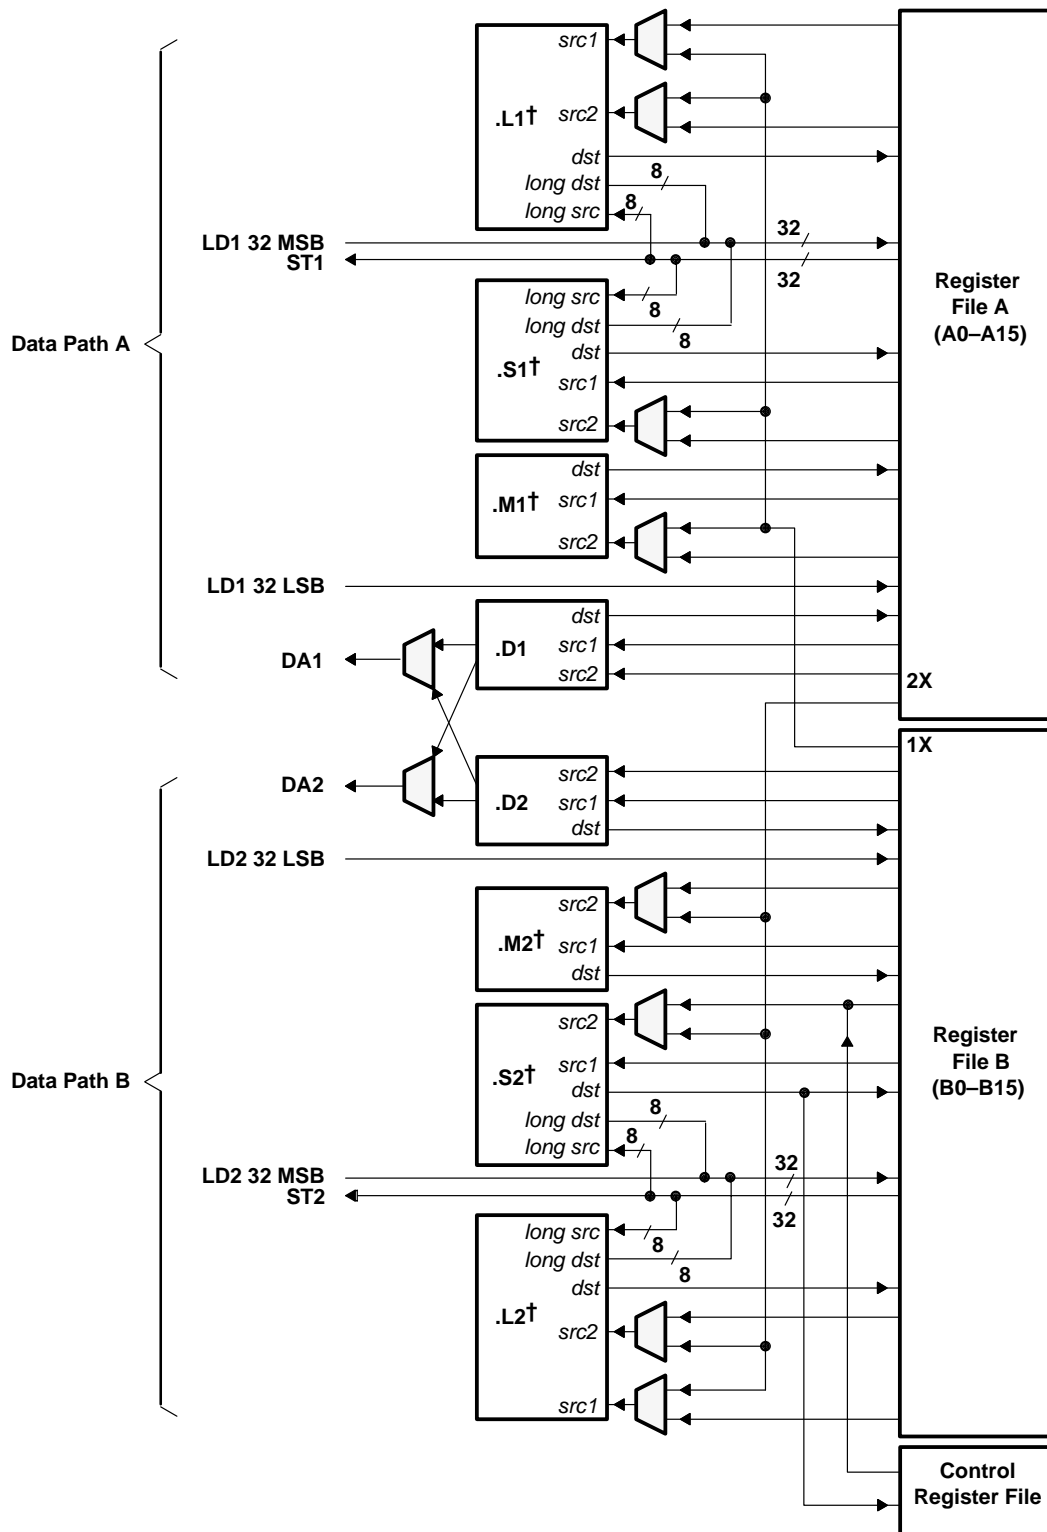 src1
.L1† src2
dst
8
long dst
8
long src
LD1 32 MSB
32
ST1
32
Register
File A
(A0–A15)
long src
8
long dst
8
dst
.S1†
src1
src2
Data Path A
dst
.M1† src1
src2
LD1 32 LSB
dst
.D1 src1
src2
DA1
2X
1X
DA2
src2
.D2 src1
dst
LD2 32 LSB
src2
.M2† src1
dst
src2
src1
.S2†
dst
8
long dst
8
long src
Register
File B
(B0–B15)
Data Path B
LD2 32 MSB
32
ST2
32
long src
8
long dst
8
dst
.L2†
src2
src1
Control
Register File